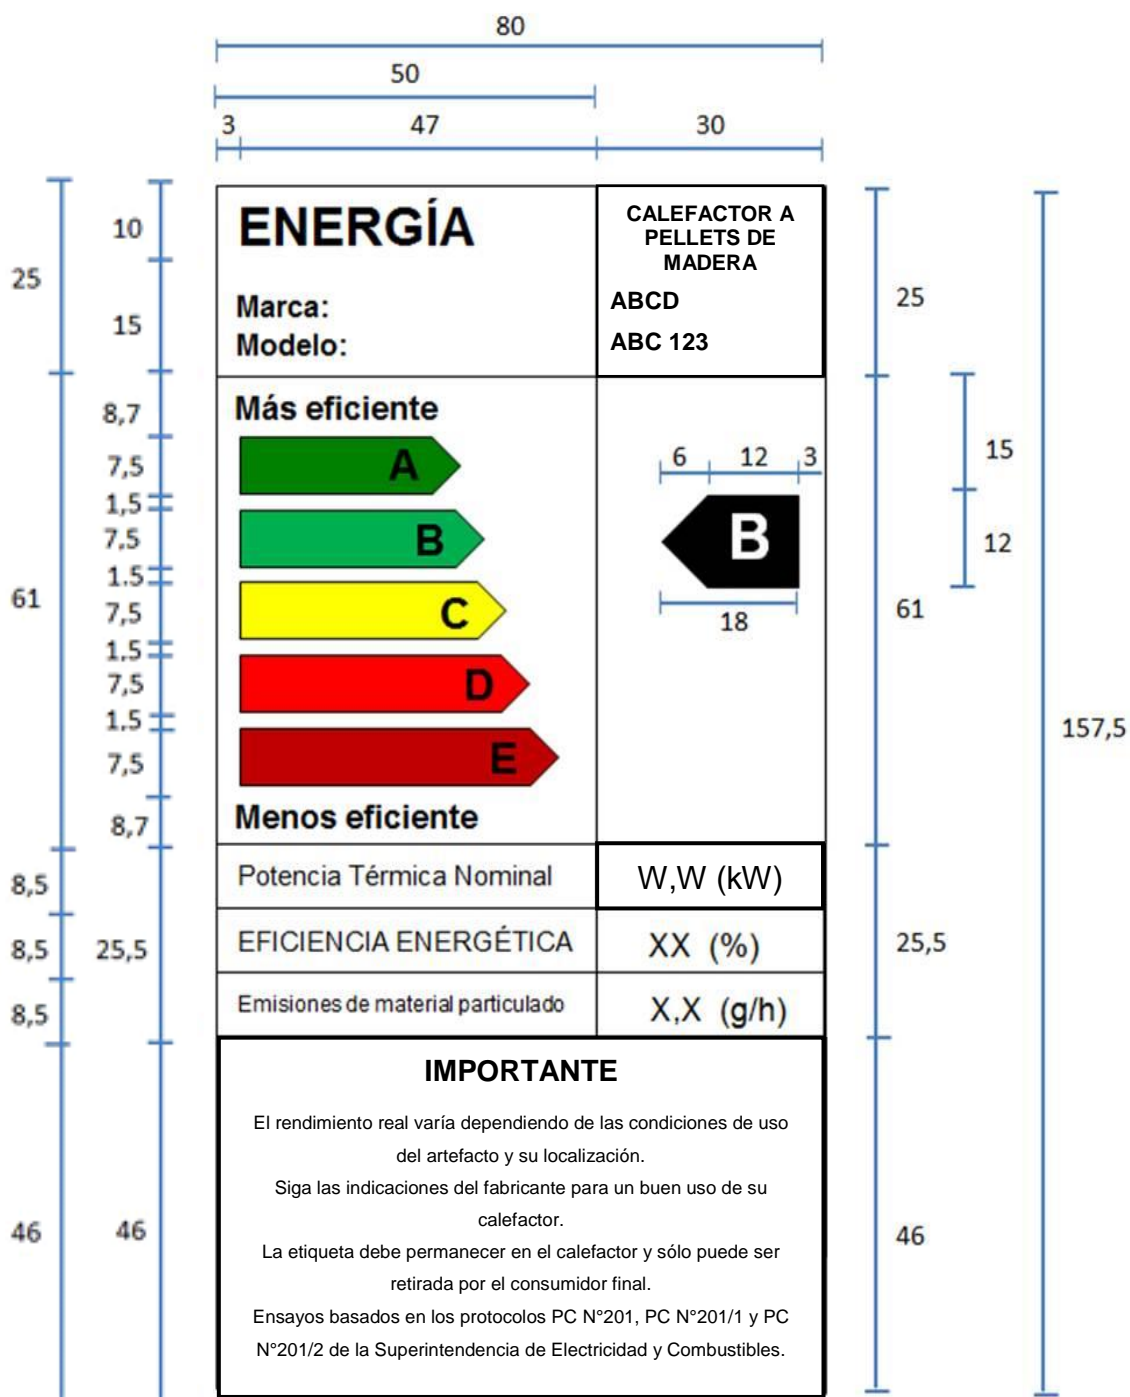 80
50
3 47 30
ENERGÍA
Marca:
Modelo:
CALEFACTOR A
PELLETS DE
MADERA
ABCD
ABC 123
10
25
15
25
Más eficiente
A
B
C
D
E
Menos eficiente
8,7
7,5
1,5
7,5
1.5
7,5
1.5
7,5
1.5
7,5
8,7
61
6 12 3
B
18
15
12
61
157,5
Potencia Térmica Nominal
W,W (kW)
EFICIENCIA ENERGÉTICA
XX (%)
Emisiones de material particulado
X,X (g/h)
8,5
8,5
8,5
25,5
25,5
IMPORTANTE
El rendimiento real varía dependiendo de las condiciones de uso
del artefacto y su localización.
Siga las indicaciones del fabricante para un buen uso de su
calefactor.
La etiqueta debe permanecer en el calefactor y sólo puede ser
retirada por el consumidor final.
Ensayos basados en los protocolos PC N°201, PC N°201/1 y PC
N°201/2 de la Superintendencia de Electricidad y Combustibles.
46
46
46